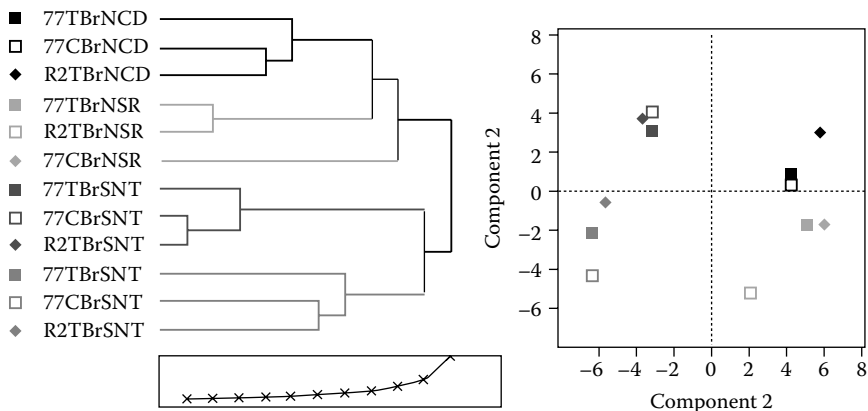 77TBrNCD
77CBrNCD
R2TBrNCD
77TBrNSR
R2TBrNSR
77CBrNSR
77TBrSNT
77CBrSNT
R2TBrSNT
77TBrSNT
77CBrSNT
R2TBrSNT
8
6
4
2
0
−2
−4
−6
Component 2
−6 −4 −2 0 2 4 6 8
Component 2